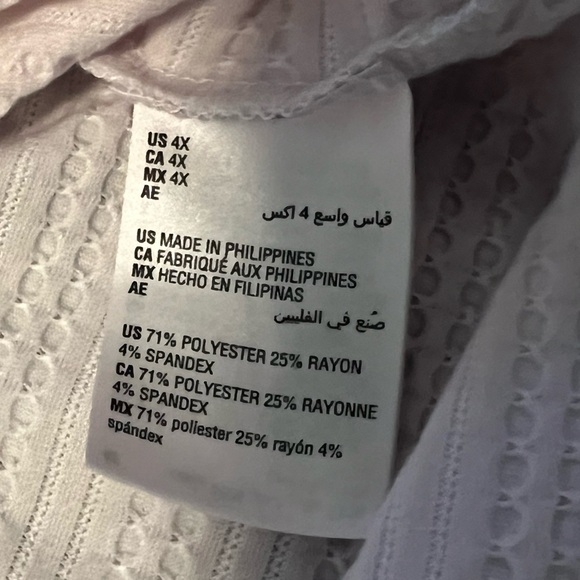 US 4X
CA 4X
MX 4X
AE
قياس واسع 4 اكس
US MADE IN PHILIPPINES
CA FABRIQUÉ AUX PHILIPPINES
MX HECHO EN FILIPINAS
AE
صُنع في الفلبين
US 71% POLYESTER 25% RAYON
4% SPANDEX
CA 71% POLYESTER 25% RAYONNE
4% SPANDEX
MX 71% poliester 25% rayón 4%
spándex